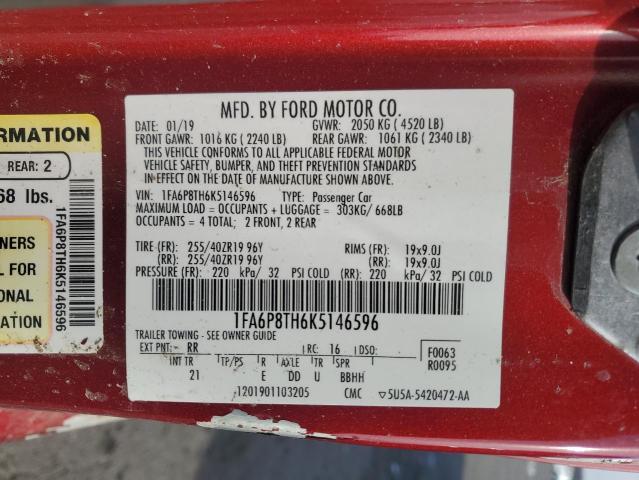 MFD. BY FORD MOTOR CO.
DATE: 01/19 GVWR: 2050 KG ( 4520 LB)
FRONT GAWR: 1016 KG ( 2240 LB) REAR GAWR: 1061 KG ( 2340 LB)
THIS VEHICLE CONFORMS TO ALL APPLICABLE FEDERAL MOTOR
VEHICLE SAFETY, BUMPER, AND THEFT PREVENTION STANDARDS
IN EFFECT ON THE DATE OF MANUFACTURE SHOWN ABOVE.
VIN: 1FA6P8TH6K5146596 TYPE: Passenger Car
MAXIMUM LOAD = OCCUPANTS + LUGGAGE = 303KG/ 668LB
OCCUPANTS = 4 TOTAL; 2 FRONT, 2 REAR
TIRE (FR): 255/40ZR19 96Y RIMS (FR): 19x9.0J
(RR): 255/40ZR19 96Y (RR): 19x9.0J
PRESSURE (FR): 220 kPa/ 32 PSI COLD (RR): 220 kPa/ 32 PSI COLD
1FA6P8TH6K5146596
TRAILER TOWING - SEE OWNER GUIDE
EXT PNT: RR RC: 16 DSO: F0063
INT TR TP/PS R AXLE TR SPR R0095
21 E DD U BBHH
1201901103205 CMC 5U5A-5420472-AA
ORMATION
REAR: 2
68 lbs.
NERS
L FOR
ONAL
ATION
1FA6P8TH6K5146596